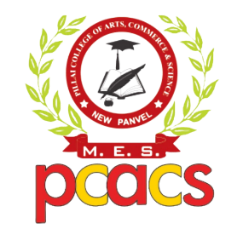 PILLAI COLLEGE OF ARTS, COMMERCE & SCIENCE
NEW PANVEL
M. E. S.
pcacs